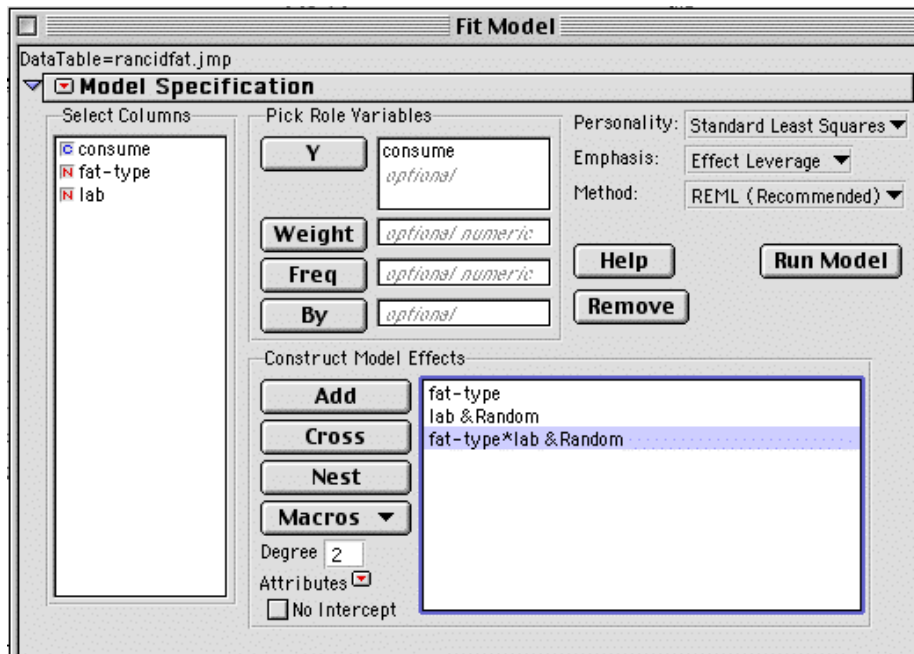 Fit Model
DataTable=rancidfat.jmp
Model Specification
Select Columns
C consume
N fat-type
N lab
Pick Role Variables
Y
consume
optional
Weight
optional numeric
Freq
optional numeric
By
optional
Personality: Standard Least Squares
Emphasis: Effect Leverage
Method: REML (Recommended)
Help
Run Model
Remove
Construct Model Effects
Add
Cross
Nest
Macros
Degree 2
Attributes
No Intercept
fat-type
lab &Random
fat-type*lab &Random